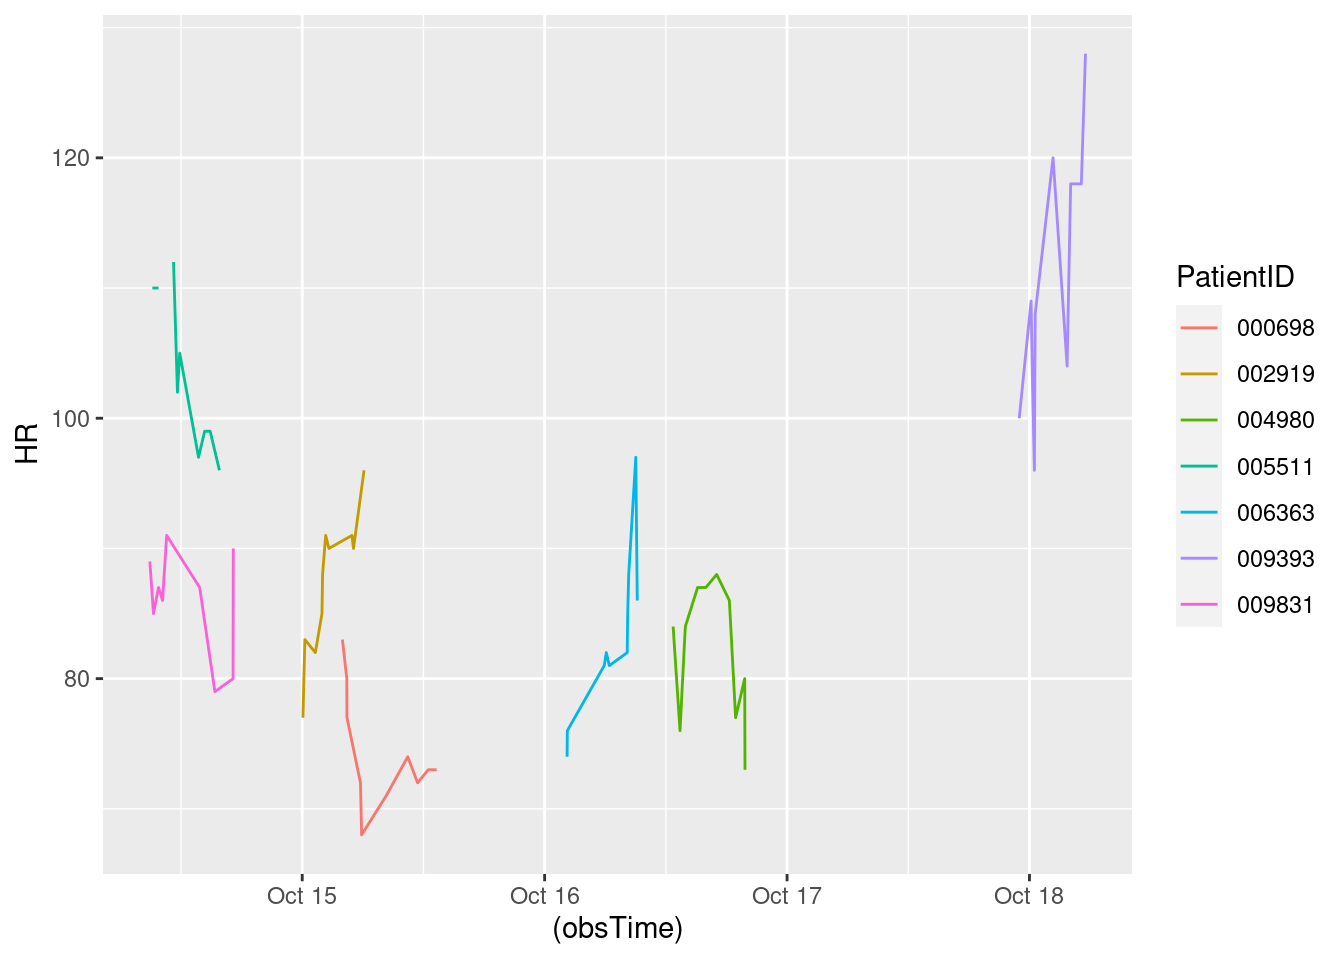 120
100
80
HR
Oct 15
Oct 16
Oct 17
Oct 18
(obsTime)
PatientID
000698
002919
004980
005511
006363
009393
009831